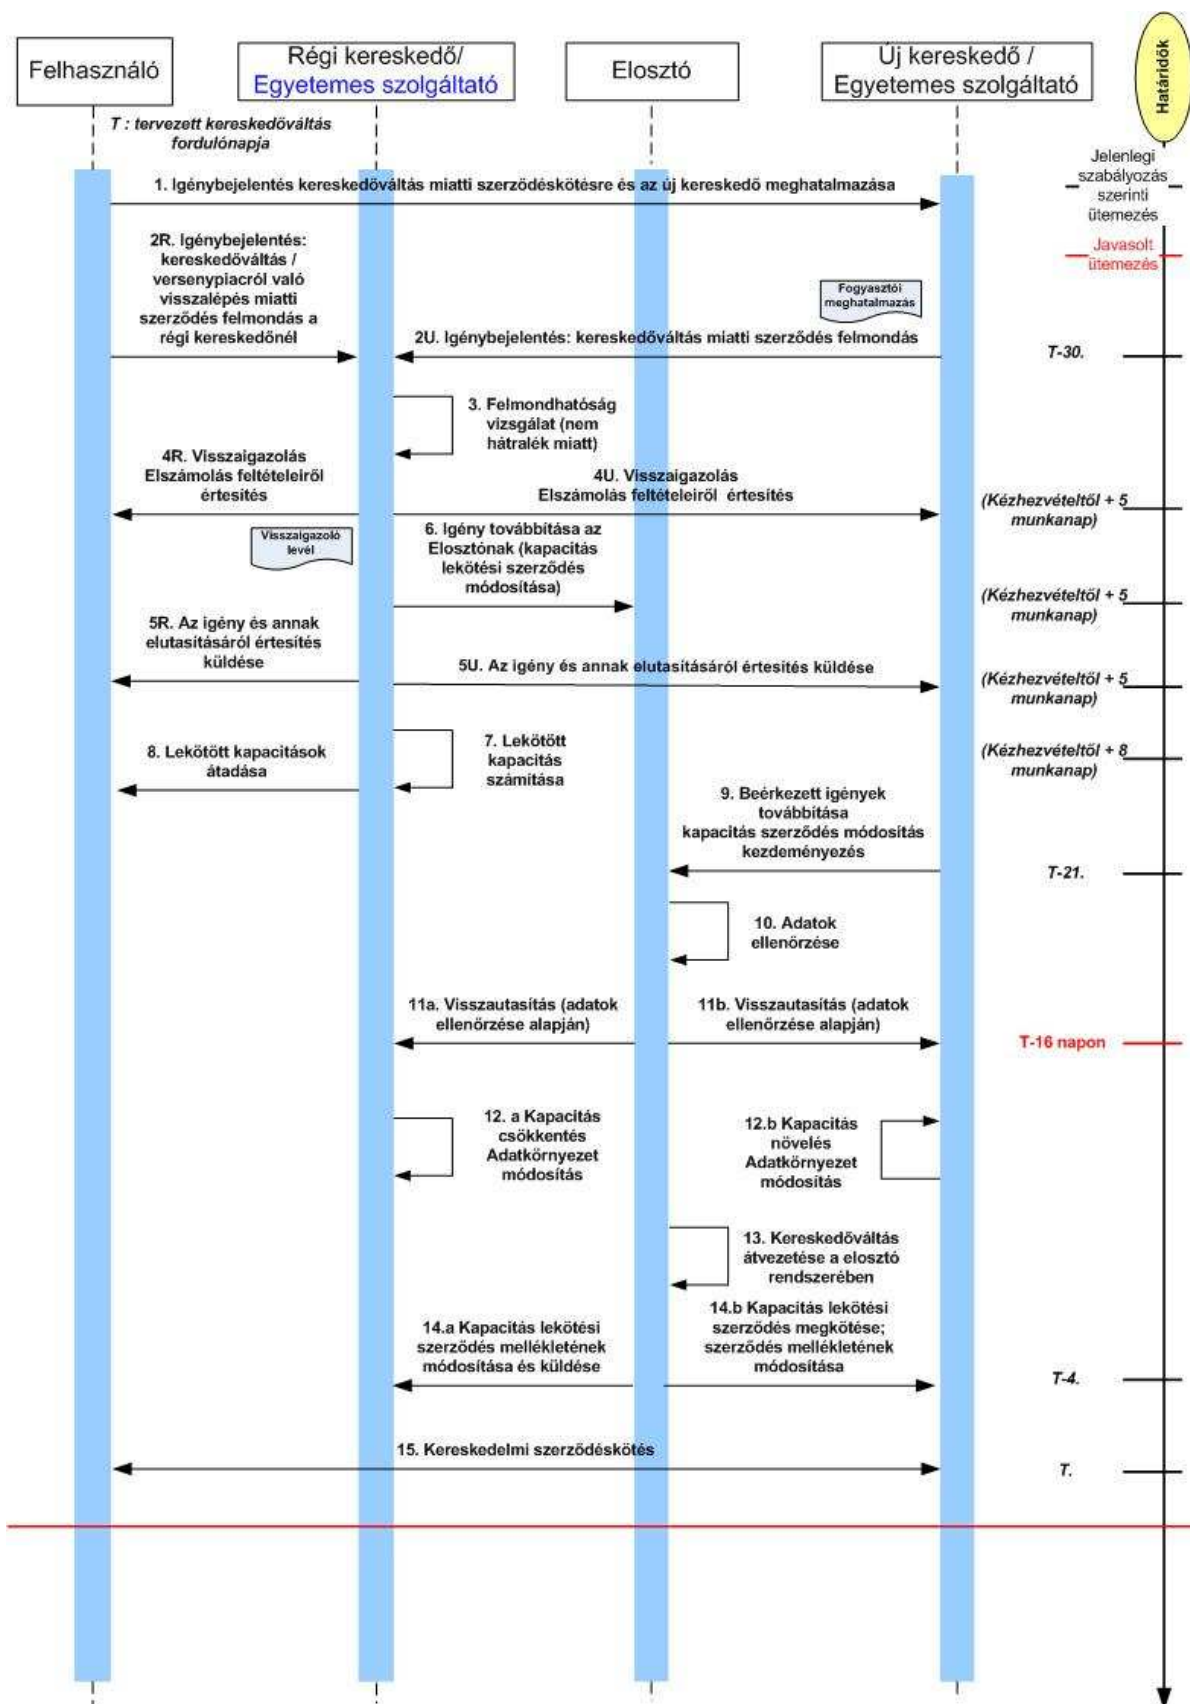 Felhasználó
Régi kereskedő/
Egyetemes szolgáltató
Elosztó
Új kereskedő /
Egyetemes szolgáltató
Határidők
T : tervezett kereskedőváltás
fordulónapja
Jelenlegi
szabályozás
szerinti
ütemezés
1. Igénybejelentés kereskedőváltás miatti szerződéskötésre és az új kereskedő meghatalmazása
Javasolt
ütemezés
2R. Igénybejelentés:
kereskedőváltás /
versenypiacról való
visszalépés miatti
szerződés felmondás a
régi kereskedőnél
Fogyasztói
meghatalmazás
2U. Igénybejelentés: kereskedőváltás miatti szerződés felmondás
T-30.
3. Felmondhatóság
vizsgálat (nem
hátralék miatt)
4R. Visszaigazolás
Elszámolás feltételeiről
értesítés
4U. Visszaigazolás
Elszámolás feltételeiről értesítés
(Kézhezvételtől + 5
munkanap)
Visszaigazoló
levél
6. Igény továbbítása az
Elosztónak (kapacitás
lekötési szerződés
módosítása)
(Kézhezvételtől + 5
munkanap)
5R. Az igény és annak
elutasításáról értesítés
küldése
5U. Az igény és annak elutasításáról értesítés küldése
(Kézhezvételtől + 5
munkanap)
7. Lekötött
kapacitás
számítása
8. Lekötött kapacitások
átadása
(Kézhezvételtől + 8
munkanap)
9. Beérkezett igények
továbbítása
kapacitás szerződés módosítás
kezdeményezés
T-21.
10. Adatok
ellenőrzése
11a. Visszautasítás (adatok
ellenőrzése alapján)
11b. Visszautasítás (adatok
ellenőrzése alapján)
T-16 napon
12. a Kapacitás
csökkentés
Adatkörnyezet
módosítás
12.b Kapacitás
növelés
Adatkörnyezet
módosítás
13. Kereskedőváltás
átvezetése a elosztó
rendszerében
14.a Kapacitás lekötési
szerződés mellékletének
módosítása és küldése
14.b Kapacitás lekötési
szerződés megkötése;
szerződés mellékletének
módosítása
T-4.
15. Kereskedelmi szerződéskötés
T.